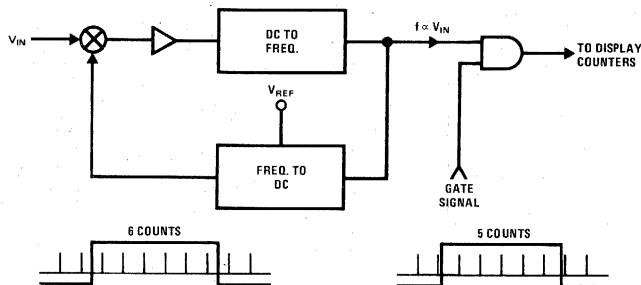 V_IN
DC TO
FREQ.
f ∝ V_IN
TO DISPLAY
COUNTERS
V_REF
FREQ. TO
DC
GATE
SIGNAL
6 COUNTS
5 COUNTS